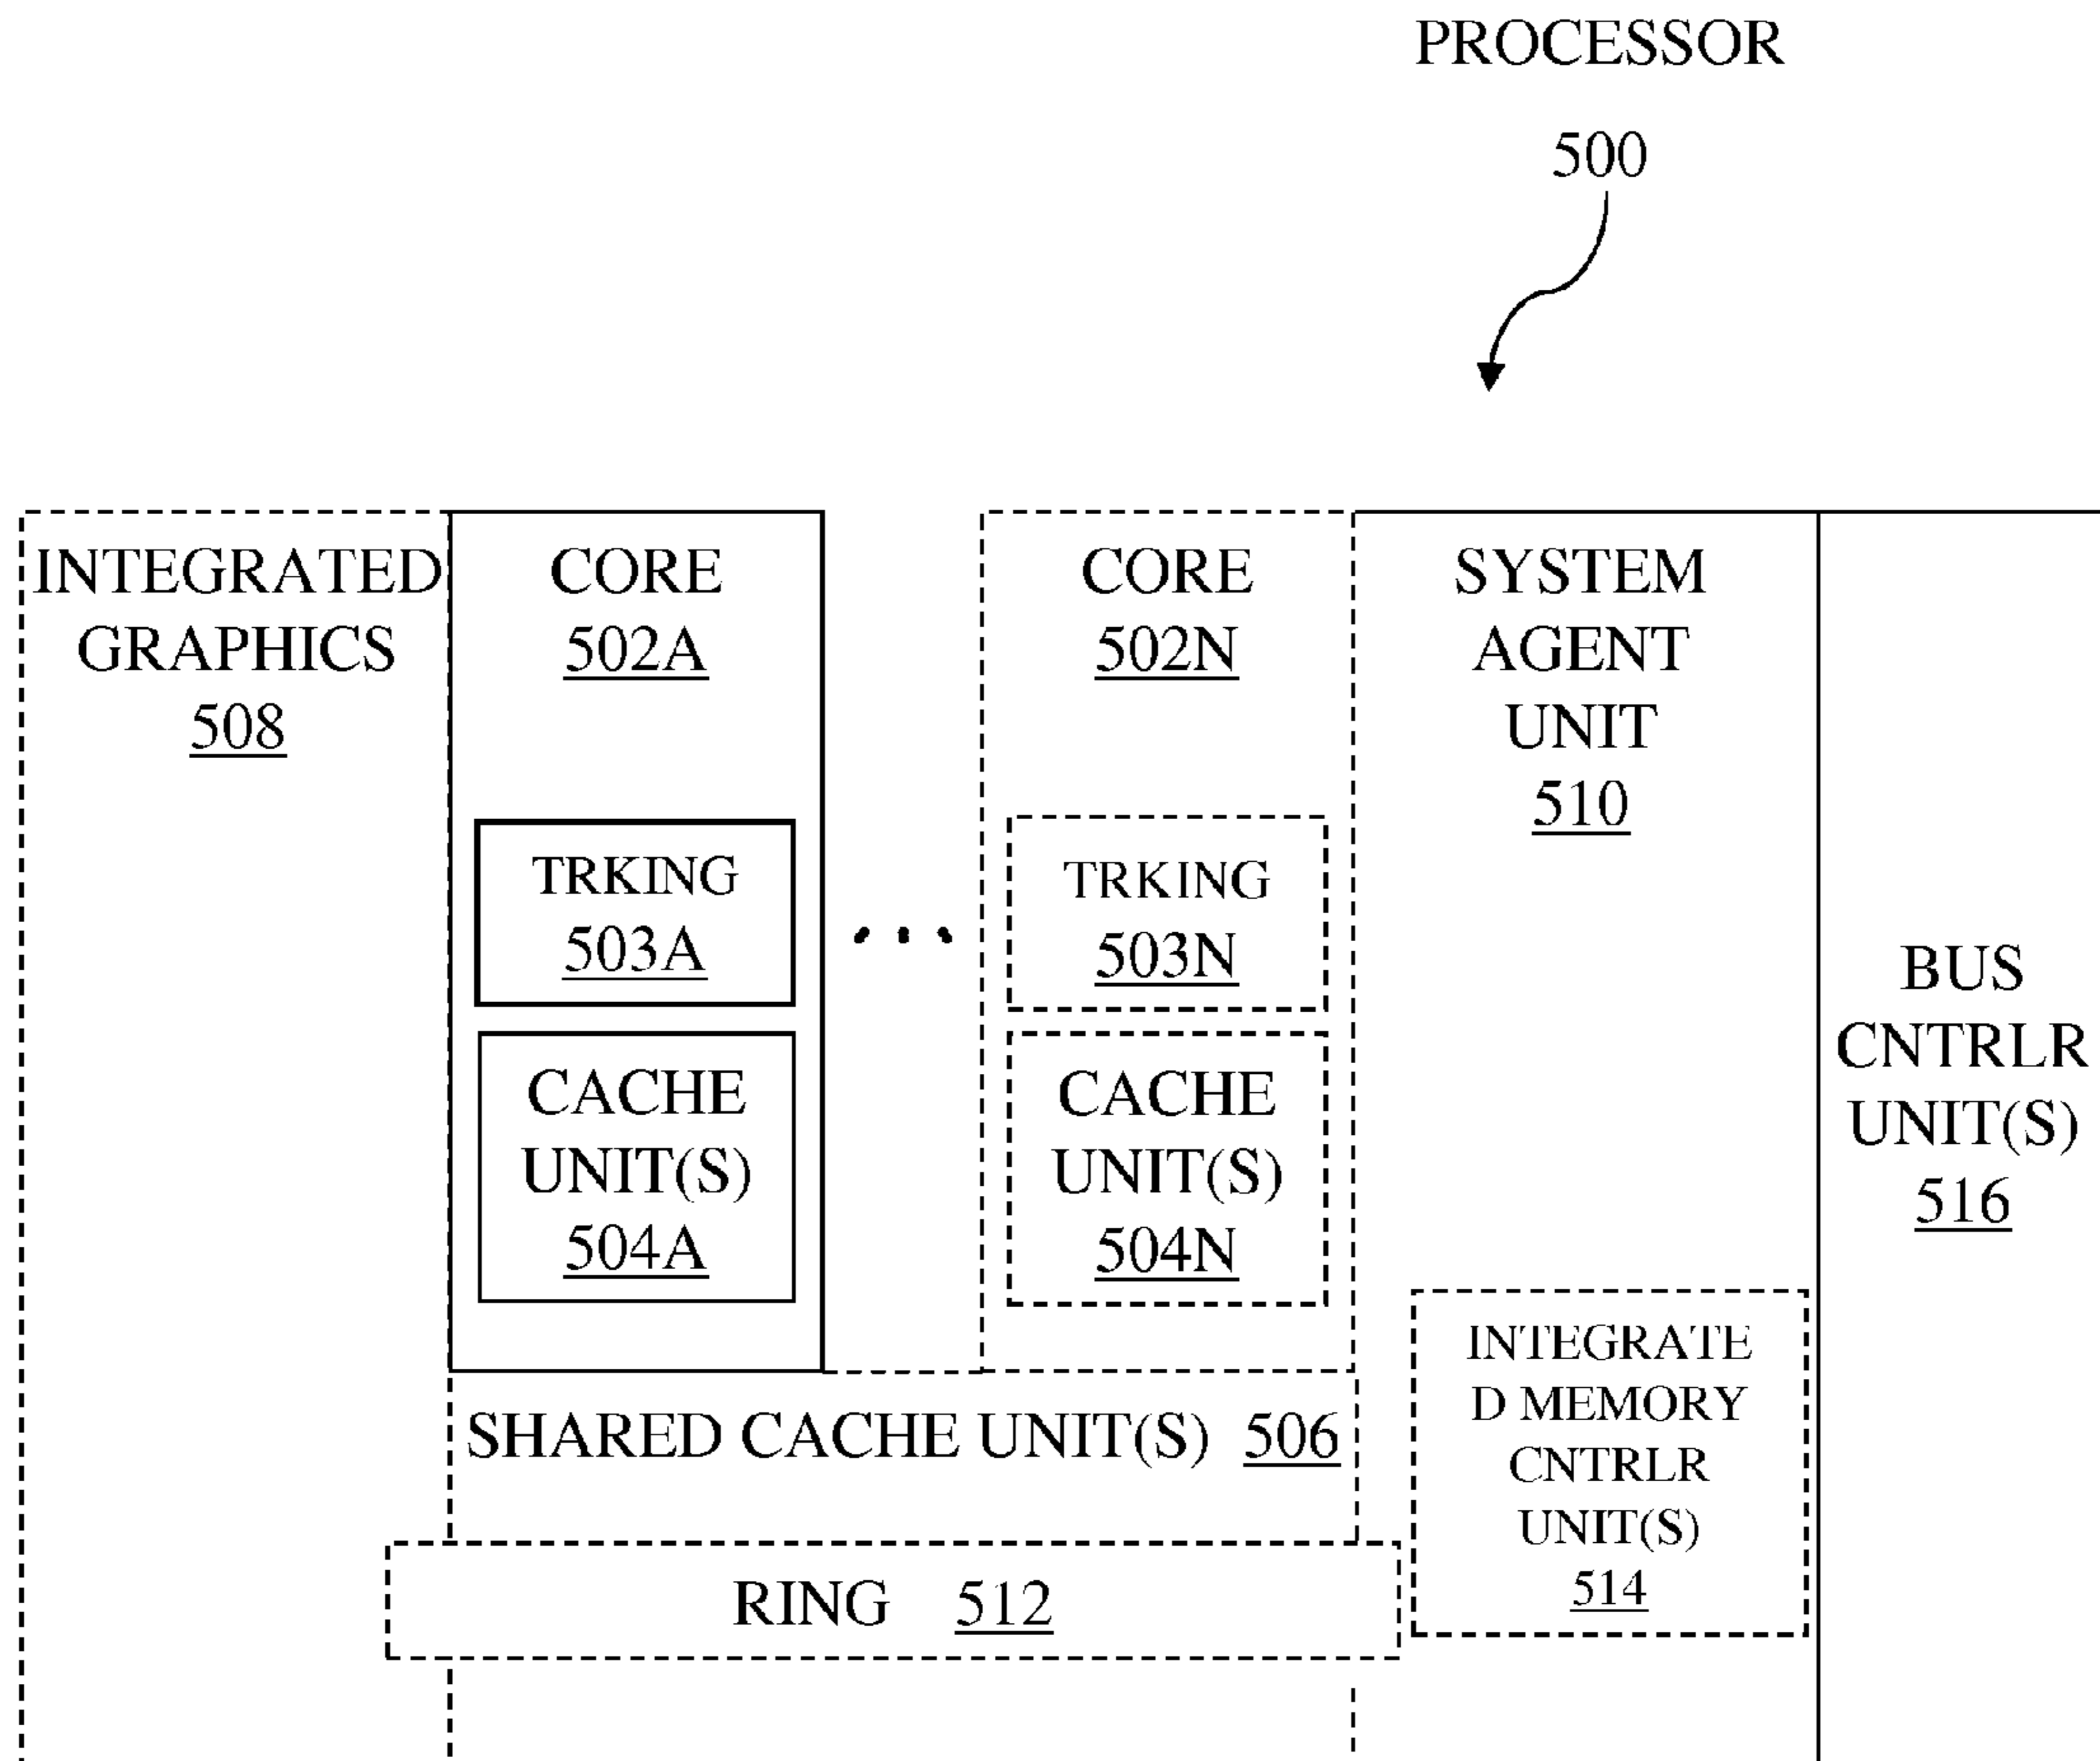 PROCESSOR
500
INTEGRATED
GRAPHICS
508
CORE
502A
TRKING
503A
CACHE
UNIT(S)
504A
CORE
502N
TRKING
503N
CACHE
UNIT(S)
504N
SYSTEM
AGENT
UNIT
510
BUS
CNTRLR
UNIT(S)
516
INTEGRATE
D MEMORY
CNTRLR
UNIT(S)
514
SHARED CACHE UNIT(S) 506
RING 512